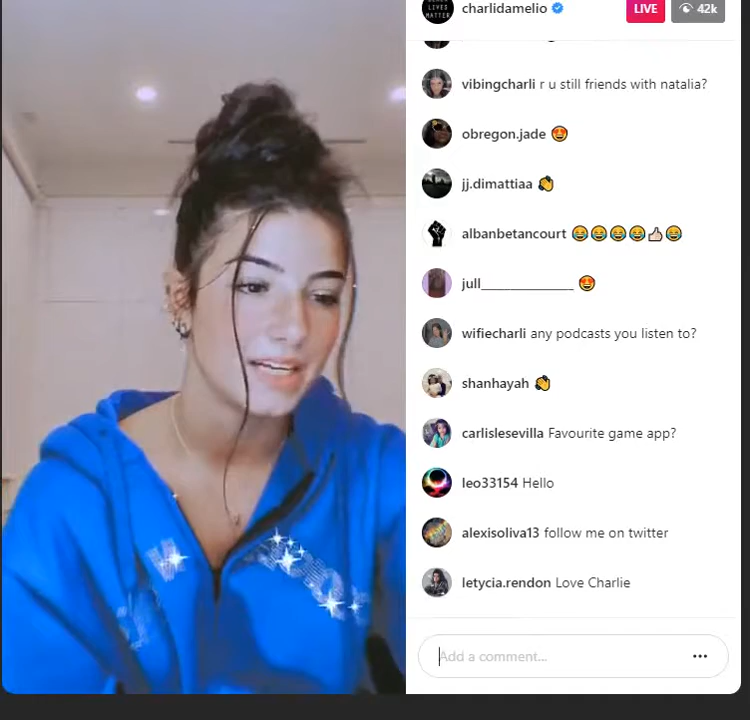 LIVES
MATTER
charlidamelio
LIVE
42k
vibingcharli r u still friends with natalia?
obregon.jade 😍
jj.dimattiaa 👏
albanbetancourt 😂😂😂😂👍🏻😂
jull_____________ 😍
wifiecharli any podcasts you listen to?
shanhayah 👏
carlislesevilla Favourite game app?
leo33154 Hello
alexisoliva13 follow me on twitter
letycia.rendon Love Charlie
Add a comment...